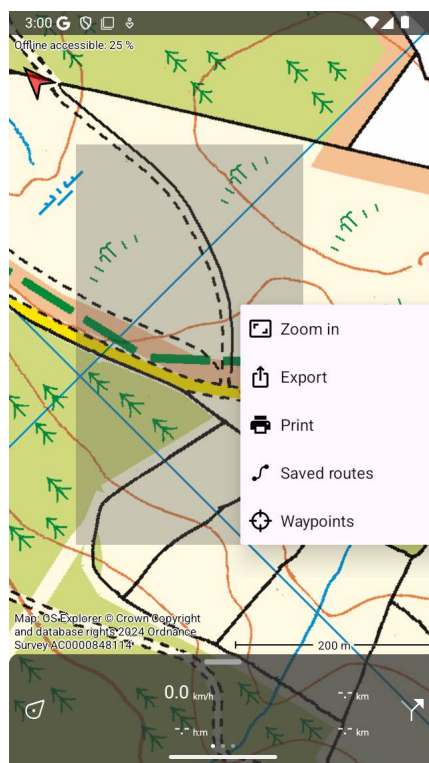 3:00
Offline accessible: 25 %
Zoom in
Export
Print
Saved routes
Waypoints
Map: OS Explorer © Crown Copyright
and database rights 2024 Ordnance
Survey AC0000848114
200 m
0.0 km/h
-.- km
-- h:m
-.- km